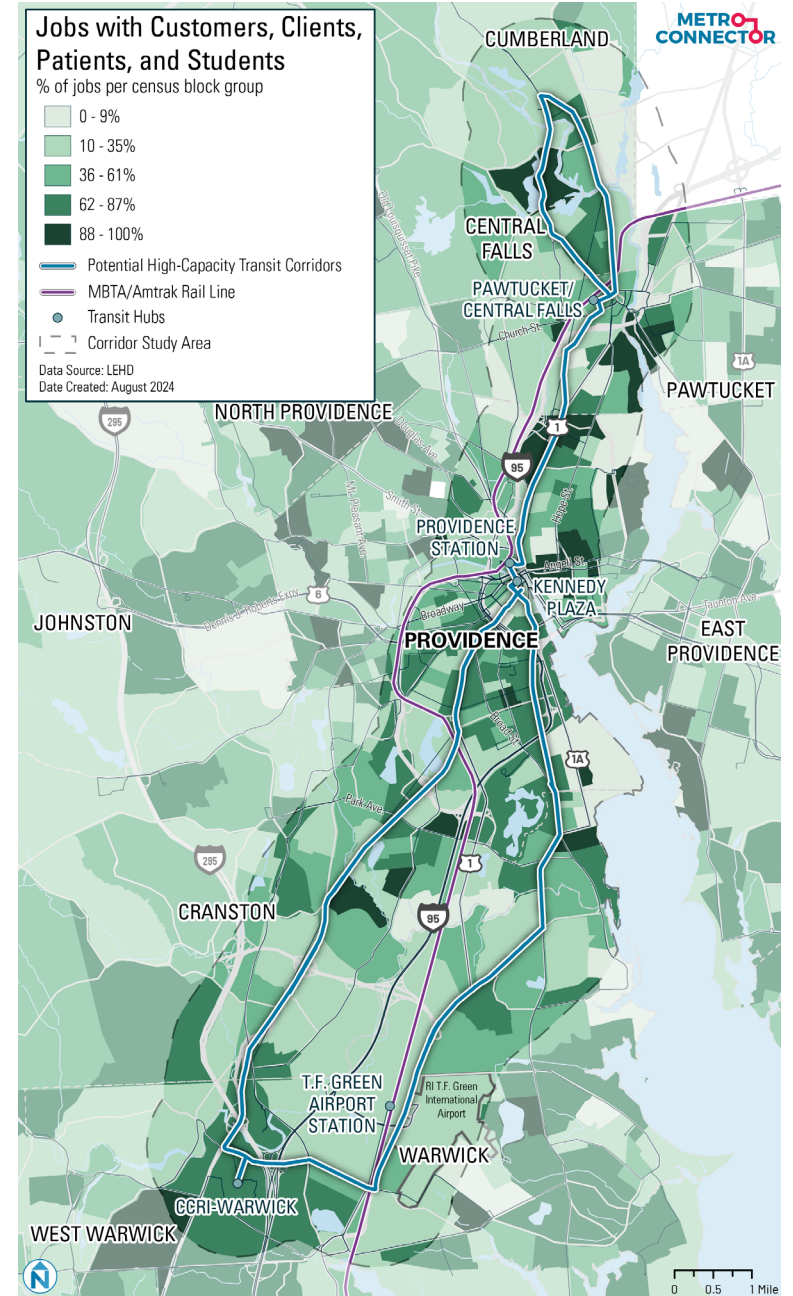 Jobs with Customers, Clients,
Patients, and Students
% of jobs per census block group
0 - 9%
10 - 35%
36 - 61%
62 - 87%
88 - 100%
Potential High-Capacity Transit Corridors
MBTA/Amtrak Rail Line
Transit Hubs
Corridor Study Area
Data Source: LEHD
Date Created: August 2024
METRO
CONNECTOR
CUMBERLAND
Old Louisquisset Pike
CENTRAL
FALLS
PAWTUCKET/
CENTRAL FALLS
Church St.
1A
PAWTUCKET
NORTH PROVIDENCE
295
Douglas Ave.
1
95
Smith St.
Mt. Pleasant Ave.
Hope St.
PROVIDENCE
STATION
Angell St.
KENNEDY
PLAZA
6
Dennis J Roberts Expy
Broadway
Taunton Ave.
JOHNSTON
PROVIDENCE
EAST
PROVIDENCE
Broad St.
1A
Park Ave.
295
1
CRANSTON
95
T.F. GREEN
AIRPORT
STATION
RI T.F. Green
International
Airport
WARWICK
CCRI-WARWICK
WEST WARWICK
N
0 0.5 1 Mile